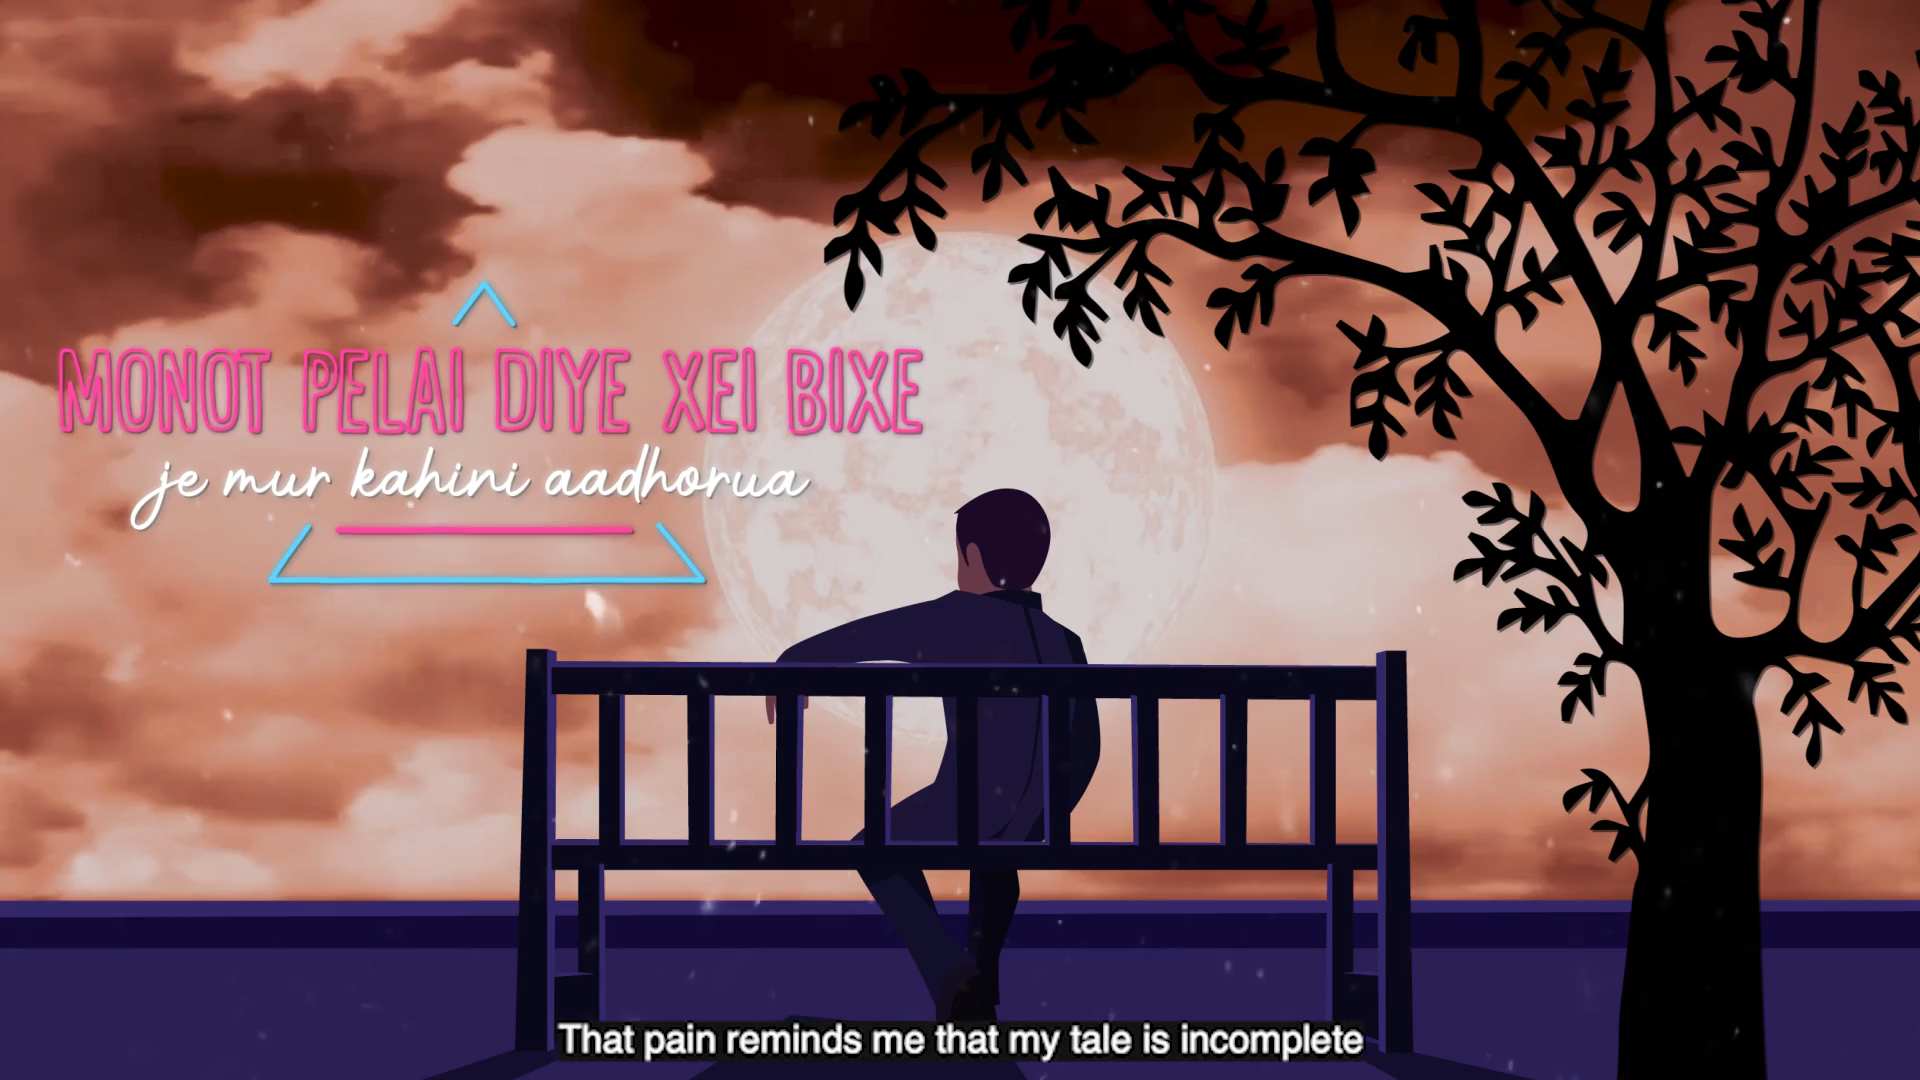 MONOT PELAI DIYE XEI BIXE
je mur kahini aadhorua
That pain reminds me that my tale is incomplete